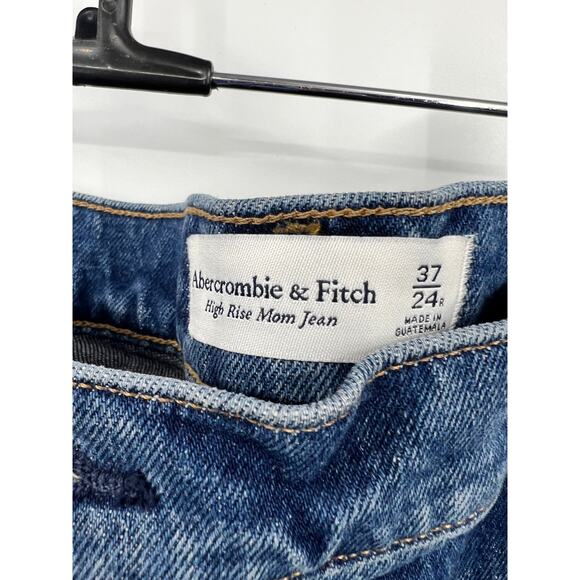 Abercrombie & Fitch
High Rise Mom Jean
37
24R
MADE IN
GUATEMALA